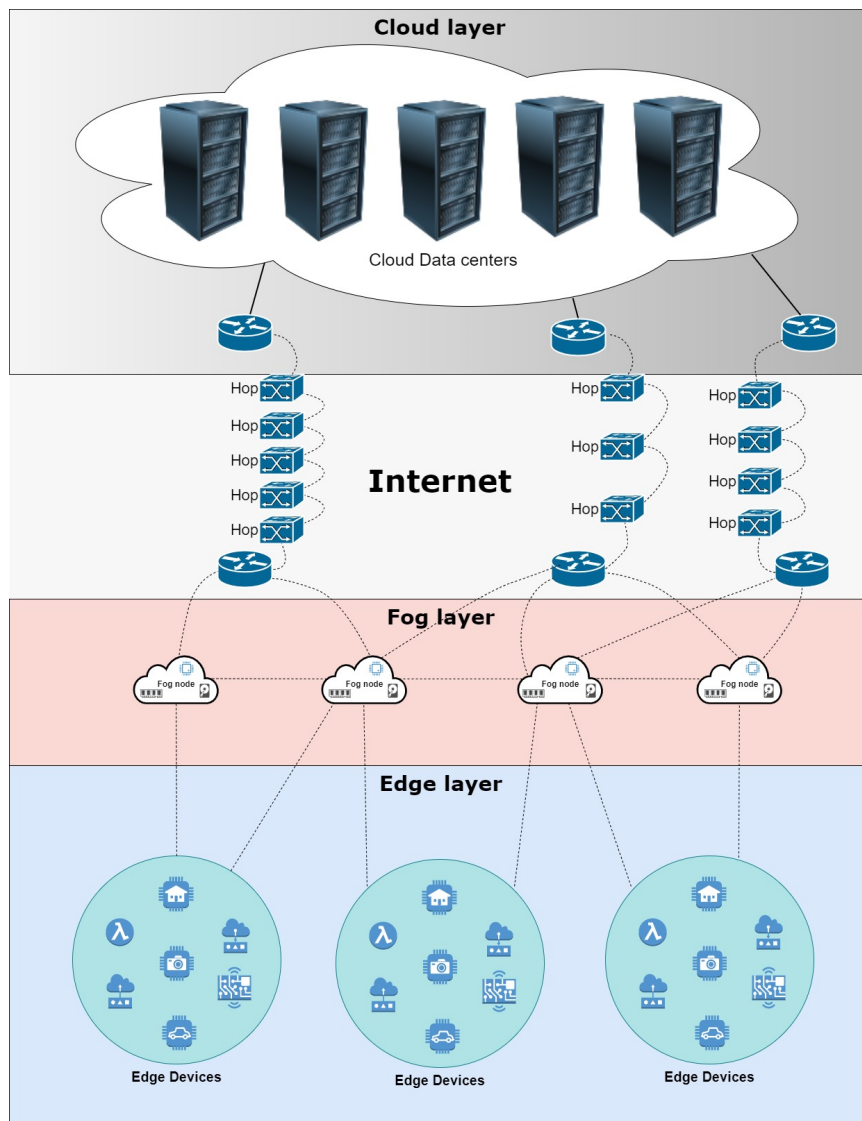 Cloud layer
Cloud Data centers
Hop
Hop
Hop
Hop
Hop
Hop
Hop
Hop
Hop
Hop
Hop
Hop
Internet
Fog layer
Fog node
Fog node
Fog node
Fog node
Edge layer
λ
λ
λ
Edge Devices
Edge Devices
Edge Devices